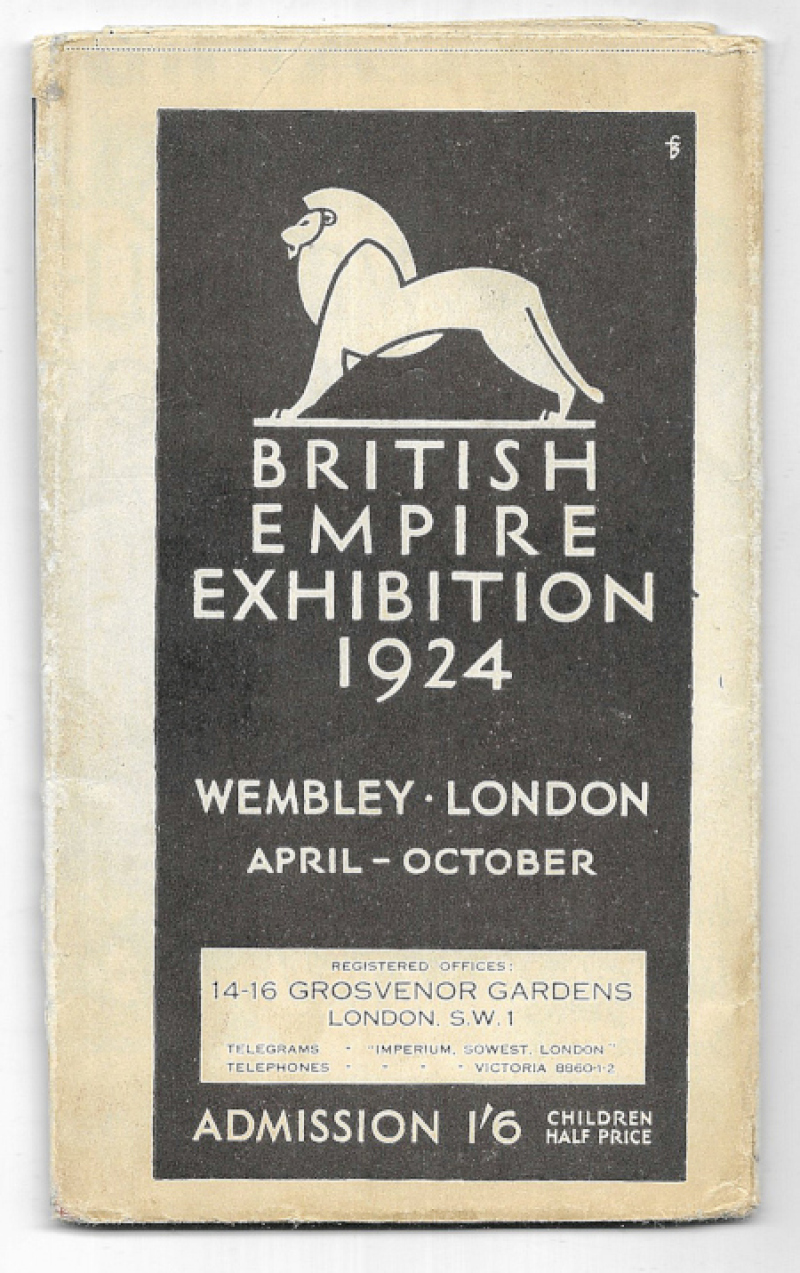 BRITISH
EMPIRE
EXHIBITION
1924
WEMBLEY · LONDON
APRIL – OCTOBER
REGISTERED OFFICES:
14-16 GROSVENOR GARDENS
LONDON. S.W.1
TELEGRAMS - "IMPERIUM, SOWEST, LONDON"
TELEPHONES - - - - VICTORIA 8860-1-2
ADMISSION 1'6 CHILDREN
HALF PRICE